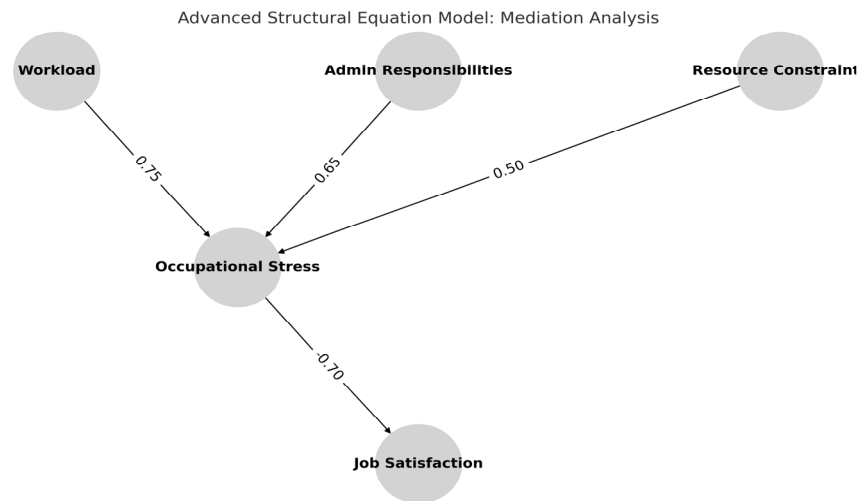 Advanced Structural Equation Model: Mediation Analysis
Workload
Admin Responsibilities
Resource Constraint
0.75
0.65
0.50
Occupational Stress
-0.70
Job Satisfaction